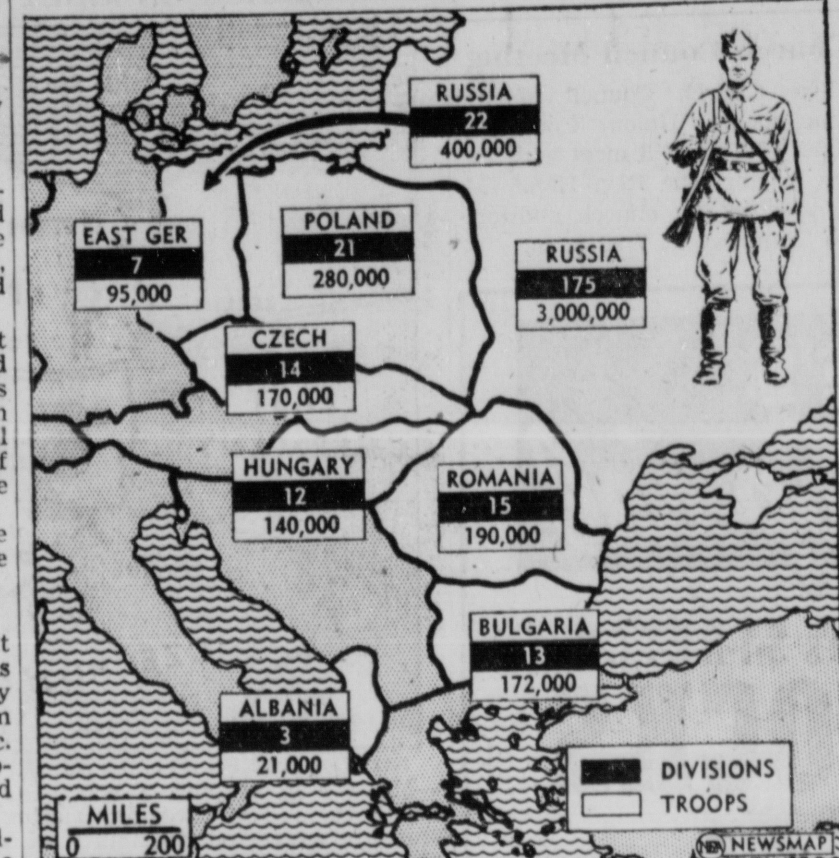 RUSSIA
22
400,000
EAST GER
7
95,000
POLAND
21
280,000
RUSSIA
175
3,000,000
CZECH
14
170,000
HUNGARY
12
140,000
ROMANIA
15
190,000
BULGARIA
13
172,000
ALBANIA
3
21,000
DIVISIONS
TROOPS
MILES
0 200
NEA NEWSMAP